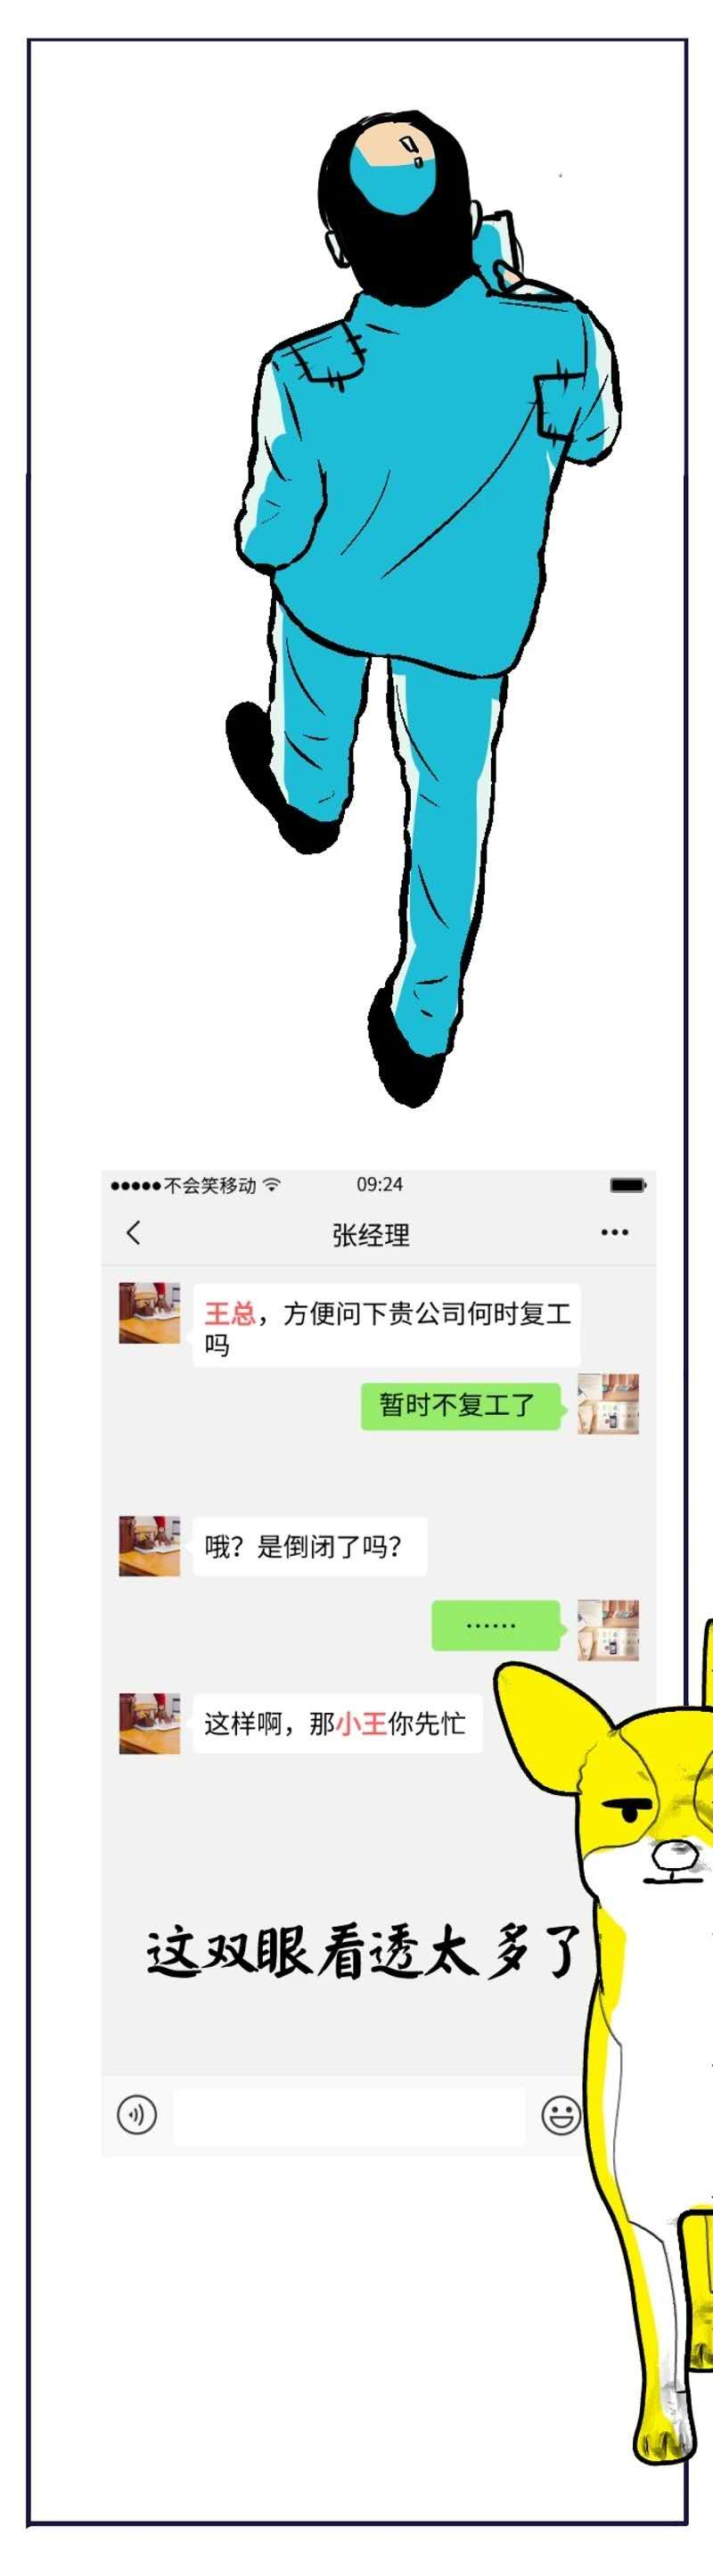 不会笑移动 09:24
张经理
王总，方便问下贵公司何时复工
吗
暂时不复工了
哦？是倒闭了吗？
……
这样啊，那小王你先忙
这双眼看透太多了